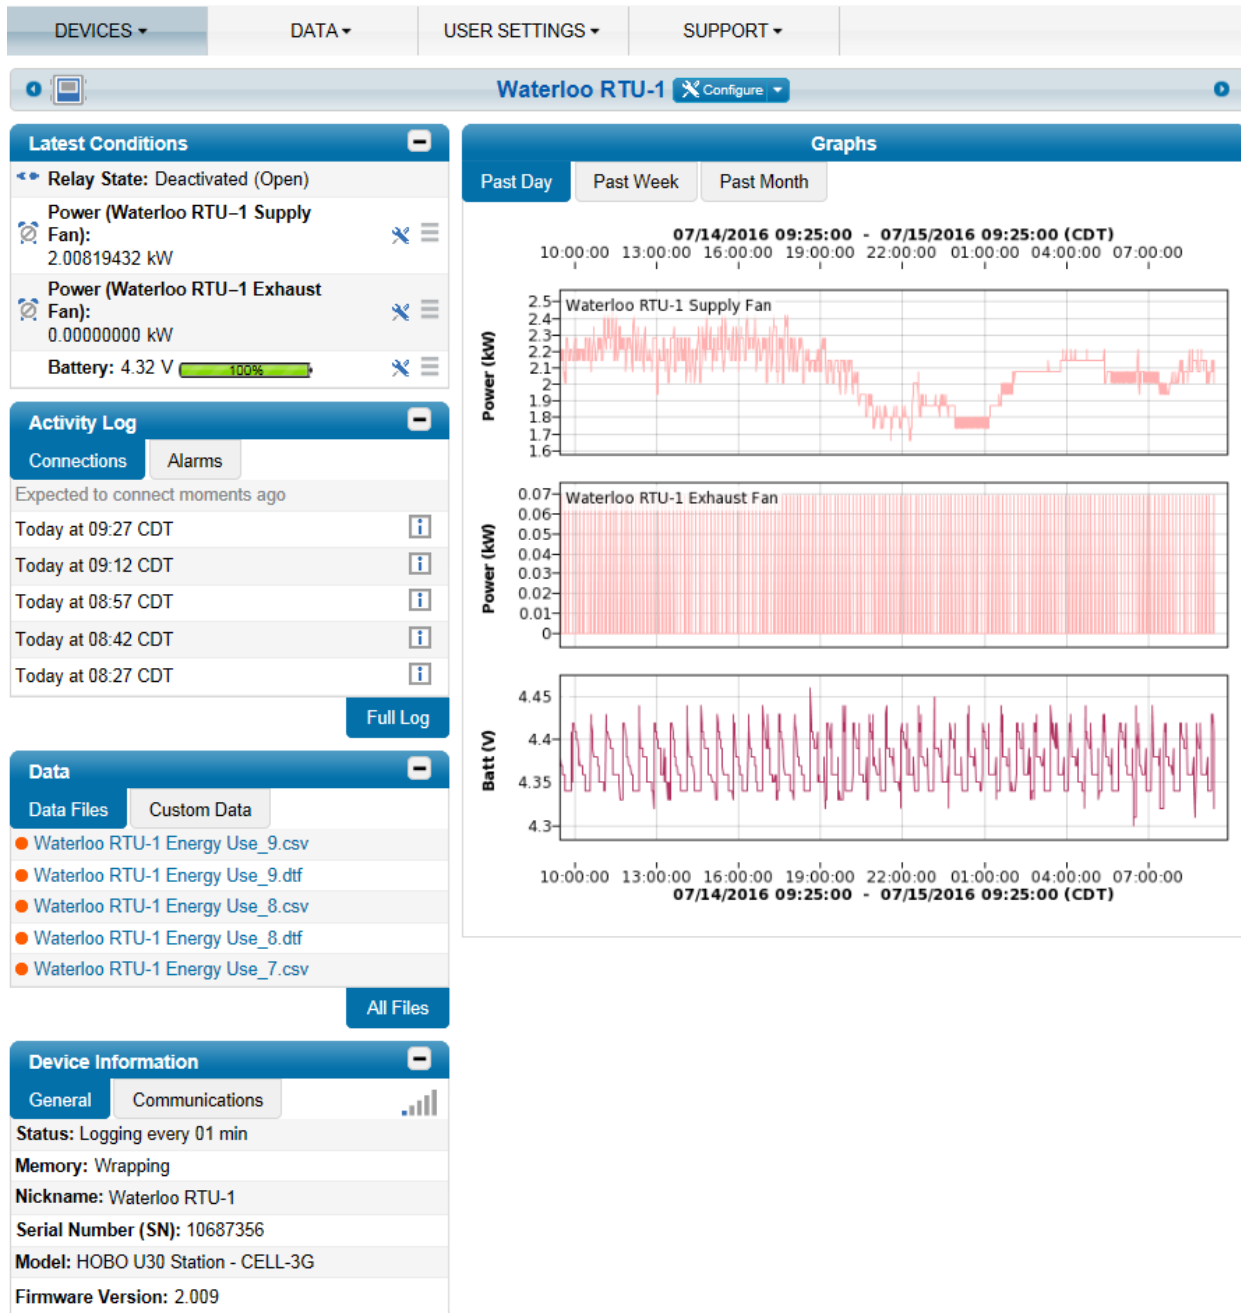 DEVICES
DATA
USER SETTINGS
SUPPORT
Waterloo RTU-1
Configure
Latest Conditions
Relay State: Deactivated (Open)
Power (Waterloo RTU–1 Supply
Fan):
2.00819432 kW
Power (Waterloo RTU–1 Exhaust
Fan):
0.00000000 kW
Battery: 4.32 V 100%
Activity Log
Connections
Alarms
Expected to connect moments ago
Today at 09:27 CDT
Today at 09:12 CDT
Today at 08:57 CDT
Today at 08:42 CDT
Today at 08:27 CDT
Full Log
Data
Data Files
Custom Data
Waterloo RTU-1 Energy Use_9.csv
Waterloo RTU-1 Energy Use_9.dtf
Waterloo RTU-1 Energy Use_8.csv
Waterloo RTU-1 Energy Use_8.dtf
Waterloo RTU-1 Energy Use_7.csv
All Files
Device Information
General
Communications
Status: Logging every 01 min
Memory: Wrapping
Nickname: Waterloo RTU-1
Serial Number (SN): 10687356
Model: HOBO U30 Station - CELL-3G
Firmware Version: 2.009
Graphs
Past Day
Past Week
Past Month
07/14/2016 09:25:00 - 07/15/2016 09:25:00 (CDT)
10:00:00 13:00:00 16:00:00 19:00:00 22:00:00 01:00:00 04:00:00 07:00:00
Waterloo RTU-1 Supply Fan
Power (kW)
2.5
2.4
2.3
2.2
2.1
2
1.9
1.8
1.7
1.6
Waterloo RTU-1 Exhaust Fan
Power (kW)
0.07
0.06
0.05
0.04
0.03
0.02
0.01
0
Batt (V)
4.45
4.4
4.35
4.3
10:00:00 13:00:00 16:00:00 19:00:00 22:00:00 01:00:00 04:00:00 07:00:00
07/14/2016 09:25:00 - 07/15/2016 09:25:00 (CDT)